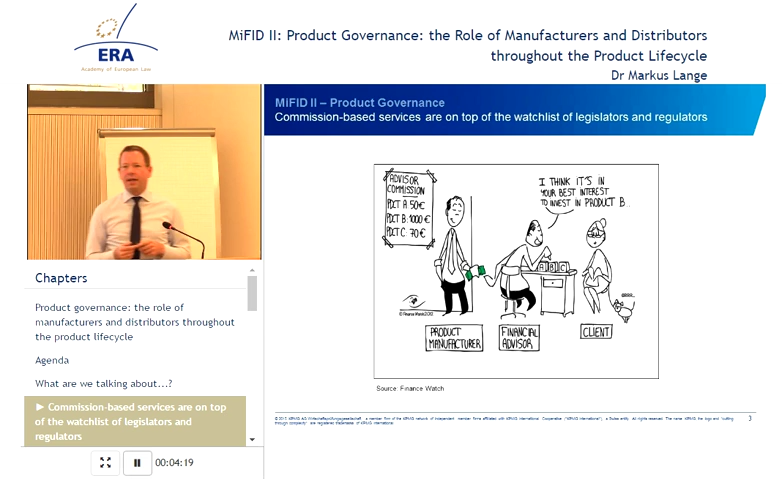 ERA
Academy of European Law
MiFID II: Product Governance: the Role of Manufacturers and Distributors
throughout the Product Lifecycle
Dr Markus Lange
MiFID II – Product Governance
Commission-based services are on top of the watchlist of legislators and regulators
ADVISOR
COMMISSION
PDCT A 50€
PDCT B: 1000 €
PDCT C: 70€
I THINK IT'S IN
YOUR BEST INTEREST
TO INVEST IN PRODUCT B..
A B C
GRRR..
© Finance Watch 2012
PRODUCT
MANUFACTURER
FINANCIAL
ADVISOR
CLIENT
Source: Finance Watch
3
Chapters
Product governance: the role of
manufacturers and distributors throughout
the product lifecycle
Agenda
What are we talking about...?
► Commission-based services are on top
of the watchlist of legislators and
regulators
00:04:19